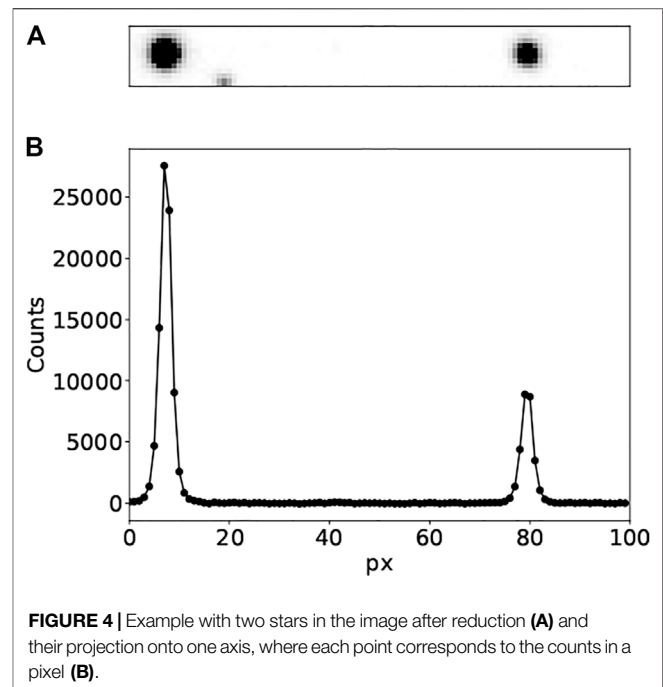 A
B
25000
20000
15000
10000
5000
0
Counts
0 20 40 60 80 100
px
FIGURE 4 | Example with two stars in the image after reduction (A) and
their projection onto one axis, where each point corresponds to the counts in a
pixel (B).